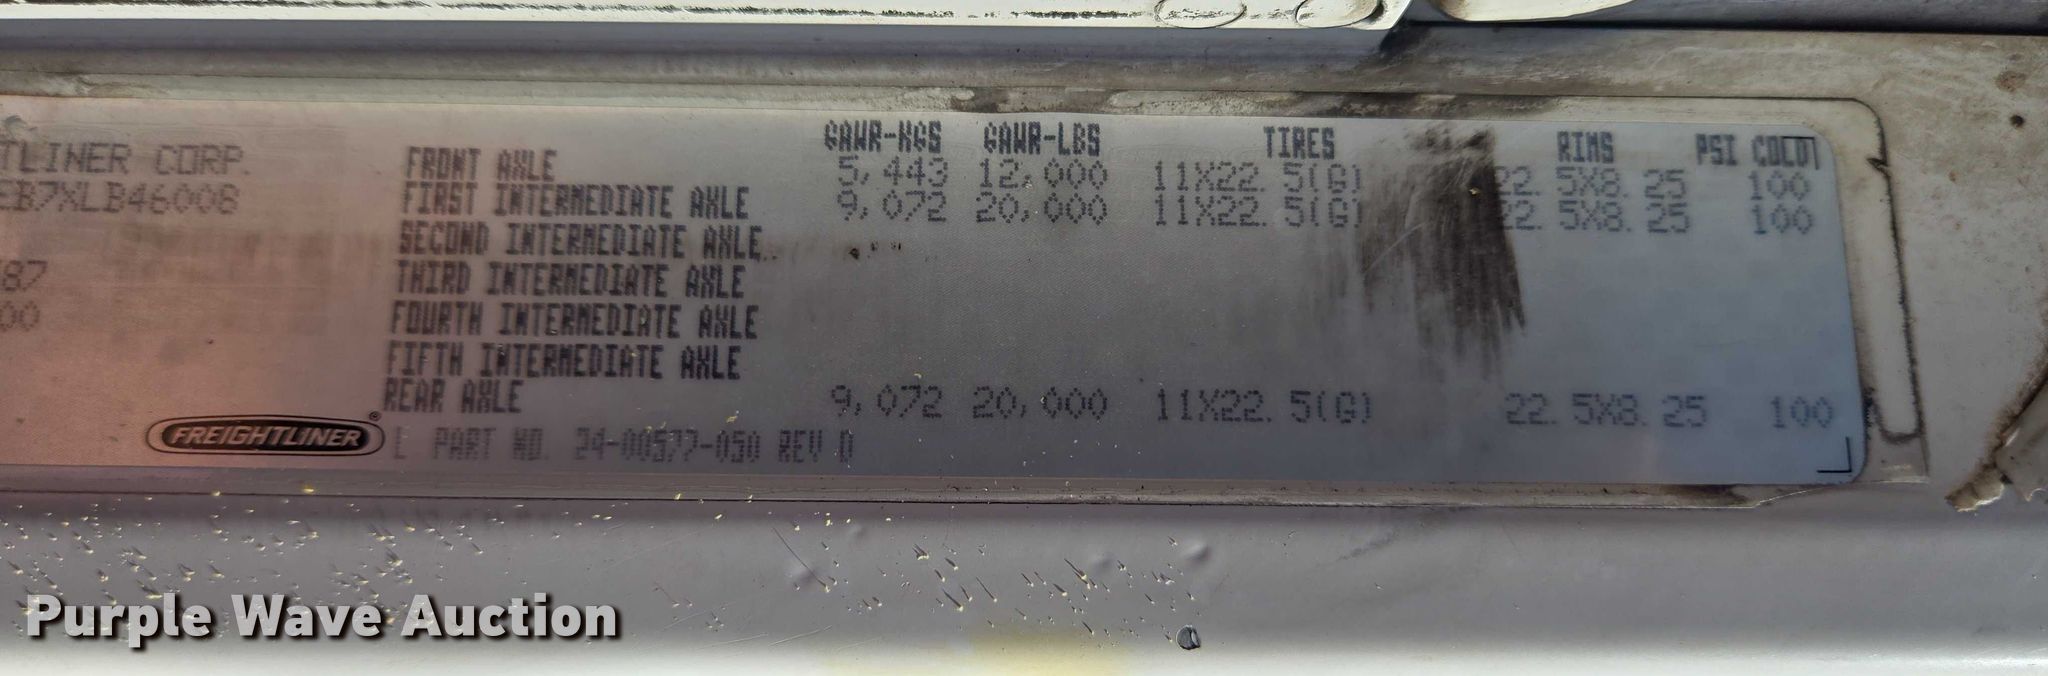 GAWR-KGS GAWR-LBS TIRES RIMS PSI COLD
TLINER CORP. FRONT AXLE 5,443 12,000 11X22.5(G) 22.5X8.25 100
EB7XLB46006 FIRST INTERMEDIATE AXLE 9,072 20,000 11X22.5(G) 22.5X8.25 100
SECOND INTERMEDIATE AXLE
87 THIRD INTERMEDIATE AXLE
00 FOURTH INTERMEDIATE AXLE
FIFTH INTERMEDIATE AXLE
REAR AXLE 9,072 20,000 11X22.5(G) 22.5X8.25 100
FREIGHTLINER® L PART NO. 24-00577-050 REV D
Purple Wave Auction